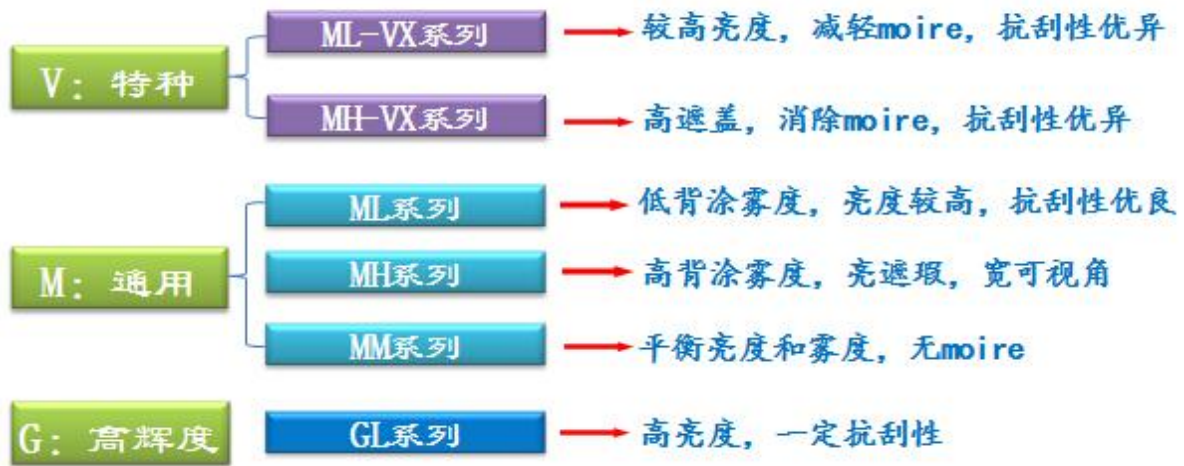 V：特种
ML-VX系列
较高亮度，减轻moire，抗刮性优异
MH-VX系列
高遮盖，消除moire，抗刮性优异
M：通用
ML系列
低背涂雾度，亮度较高，抗刮性优良
MH系列
高背涂雾度，亮遮瑕，宽可视角
MM系列
平衡亮度和雾度，无moire
G：高辉度
GL系列
高亮度，一定抗刮性